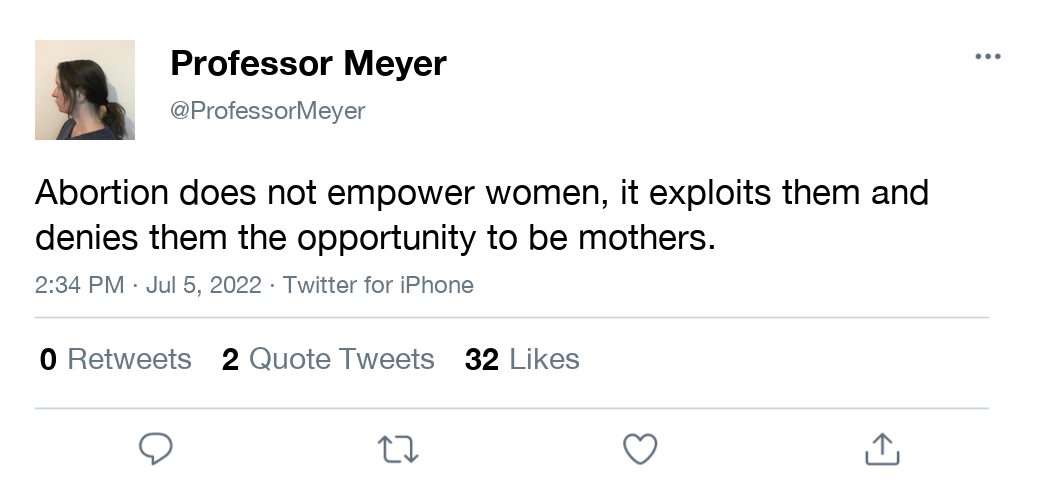 Professor Meyer
@ProfessorMeyer
Abortion does not empower women, it exploits them and
denies them the opportunity to be mothers.
2:34 PM · Jul 5, 2022 · Twitter for iPhone
0 Retweets 2 Quote Tweets 32 Likes